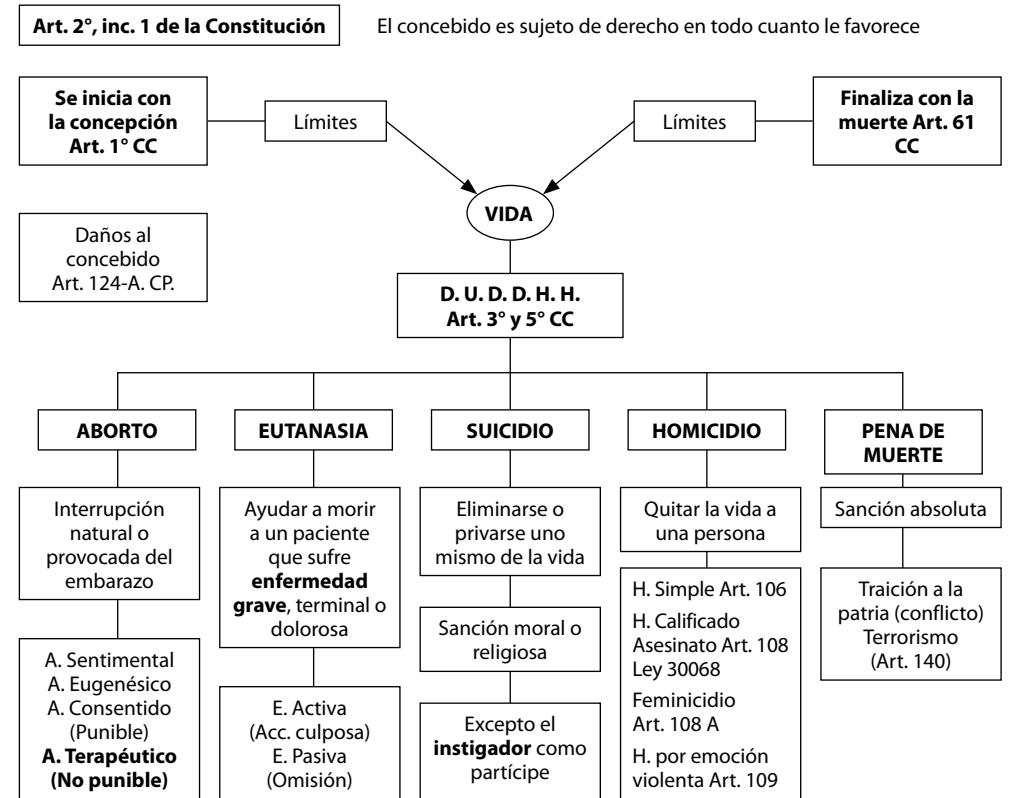 Art. 2°, inc. 1 de la Constitución
El concebido es sujeto de derecho en todo cuanto le favorece
Se inicia con
la concepción
Art. 1° CC
Límites
Límites
Finaliza con la
muerte Art. 61
CC
VIDA
Daños al
concebido
Art. 124-A. CP.
D. U. D. D. H. H.
Art. 3° y 5° CC
ABORTO
Interrupción
natural o
provocada del
embarazo
A. Sentimental
A. Eugenésico
A. Consentido
(Punible)
A. Terapéutico
(No punible)
EUTANASIA
Ayudar a morir
a un paciente
que sufre
enfermedad
grave, terminal o
dolorosa
E. Activa
(Acc. culposa)
E. Pasiva
(Omisión)
SUICIDIO
Eliminarse o
privarse uno
mismo de la vida
Sanción moral o
religiosa
Excepto el
instigador como
partícipe
HOMICIDIO
Quitar la vida a
una persona
H. Simple Art. 106
H. Calificado
Asesinato Art. 108
Ley 30068
Feminicidio
Art. 108 A
H. por emoción
violenta Art. 109
PENA DE
MUERTE
Sanción absoluta
Traición a la
patria (conflicto)
Terrorismo
(Art. 140)